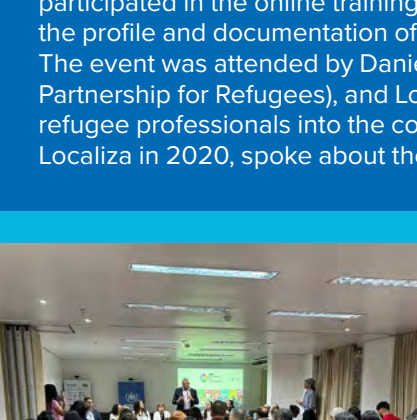 participated in the online training
the profile and documentation of
The event was attended by Danie
Partnership for Refugees), and Lo
refugee professionals into the co
Localiza in 2020, spoke about the